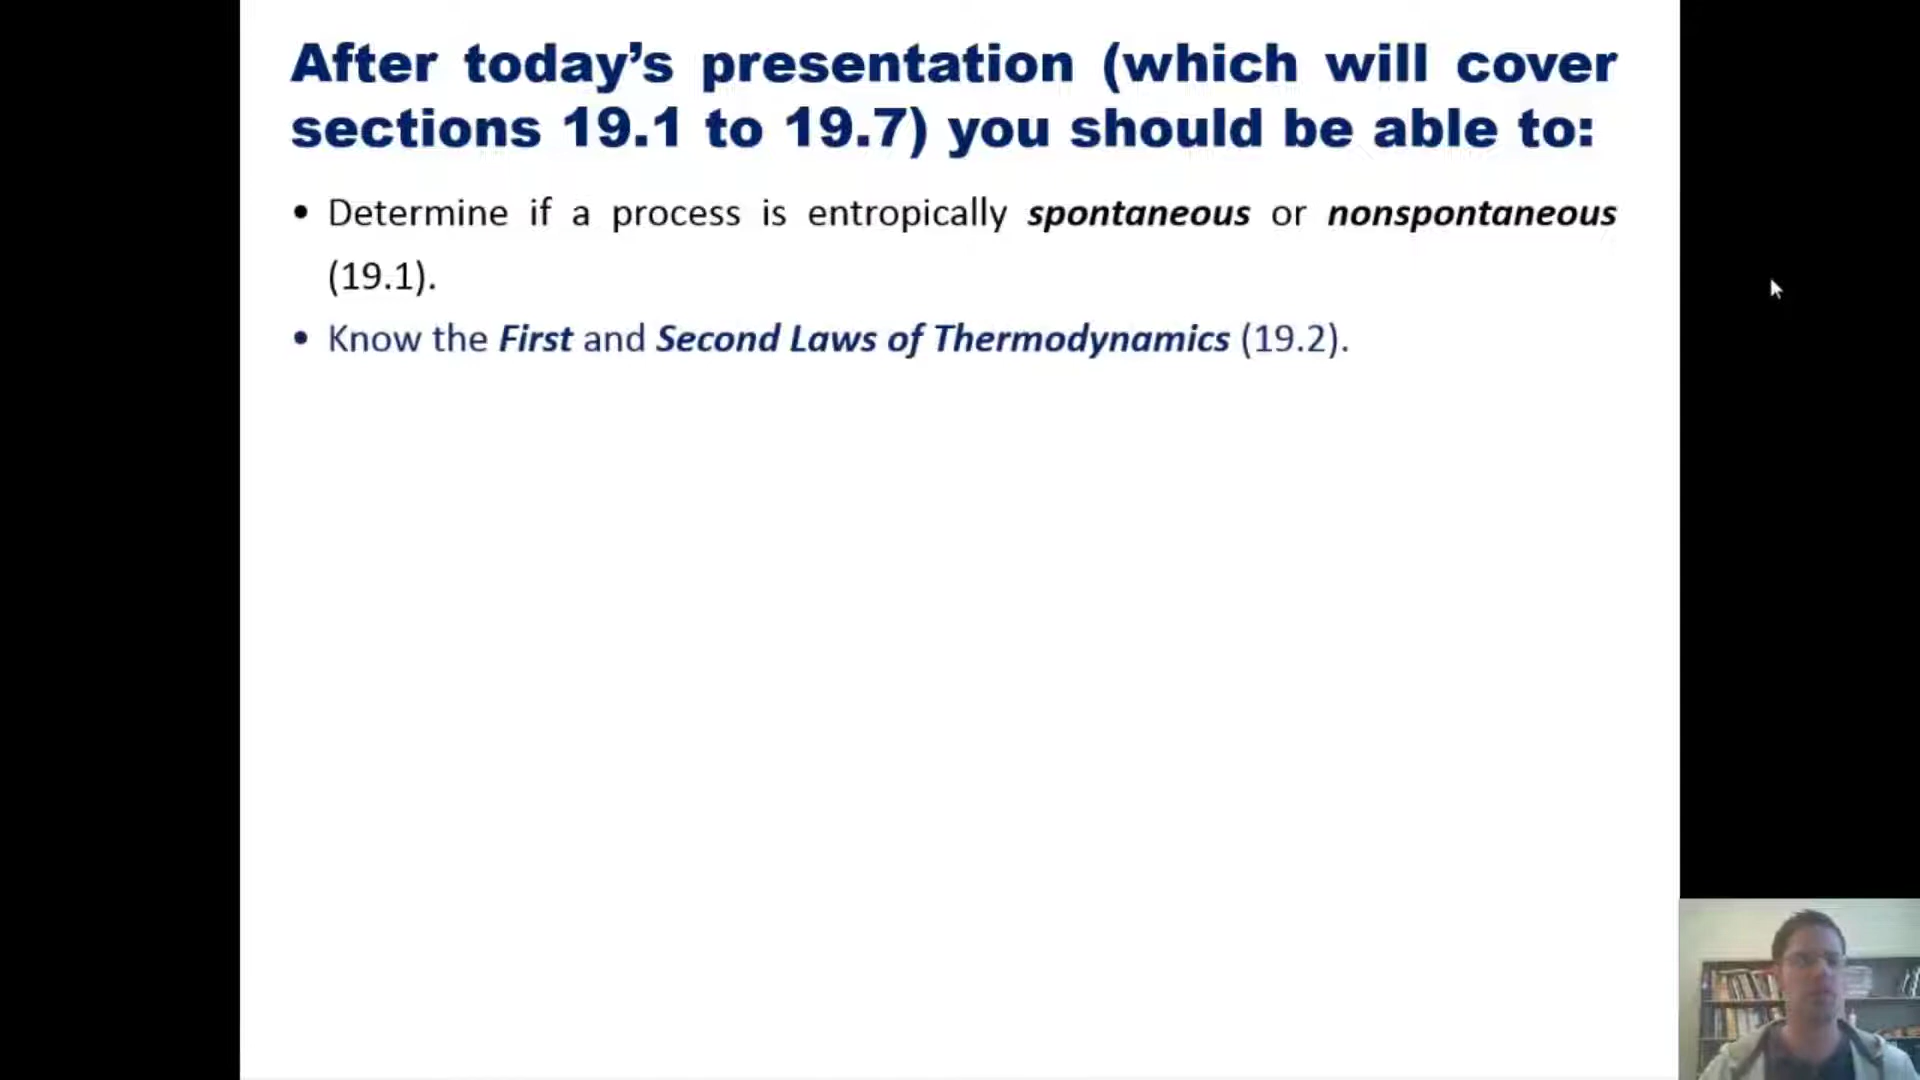 After today’s presentation (which will cover
sections 19.1 to 19.7) you should be able to:
• Determine if a process is entropically spontaneous or nonspontaneous
(19.1).
• Know the First and Second Laws of Thermodynamics (19.2).